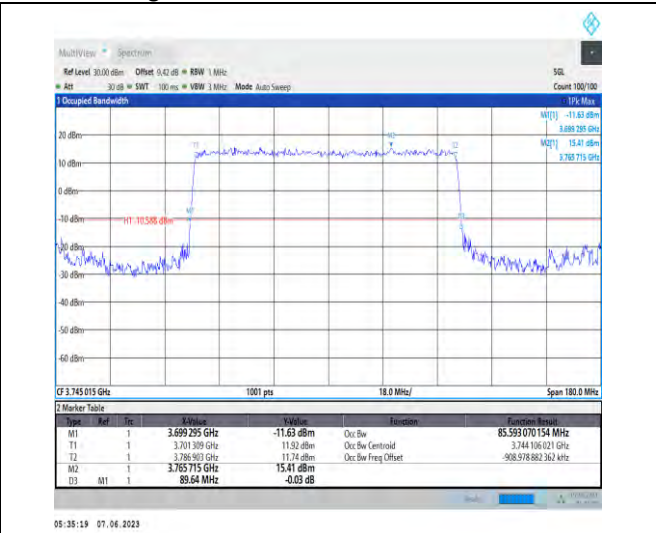 MultiView Spectrum
Ref Level 30.00 dBm Offset 9.42 dB RBW 1 MHz SGL
Att 30 dB SWT 100 ms VBW 3 MHz Mode Auto Sweep Count 100/100
1 Occupied Bandwidth 1Pk Max
M1[1] -11.63 dBm
3.699 295 GHz
20 dBm
M2[1] 15.41 dBm
3.765 715 GHz
T1 M2 T2
10 dBm
0 dBm
M1
-10 dBm
H1 -10.588 dBm
-20 dBm
-30 dBm
-40 dBm
-50 dBm
-60 dBm
CF 3.745 015 GHz 1001 pts 18.0 MHz/ Span 180.0 MHz
2 Marker Table
Type Ref Trc X-Value Y-Value Function Function Result
M1 1 3.699 295 GHz -11.63 dBm Occ Bw 85.593 070 154 MHz
T1 1 3.701 309 GHz 11.92 dBm Occ Bw Centroid 3.744 106 021 GHz
T2 1 3.786 903 GHz 11.74 dBm Occ Bw Freq Offset -908.978 882 362 kHz
M2 1 3.765 715 GHz 15.41 dBm
D3 M1 1 89.64 MHz -0.03 dB
05:35:19 07.06.2023